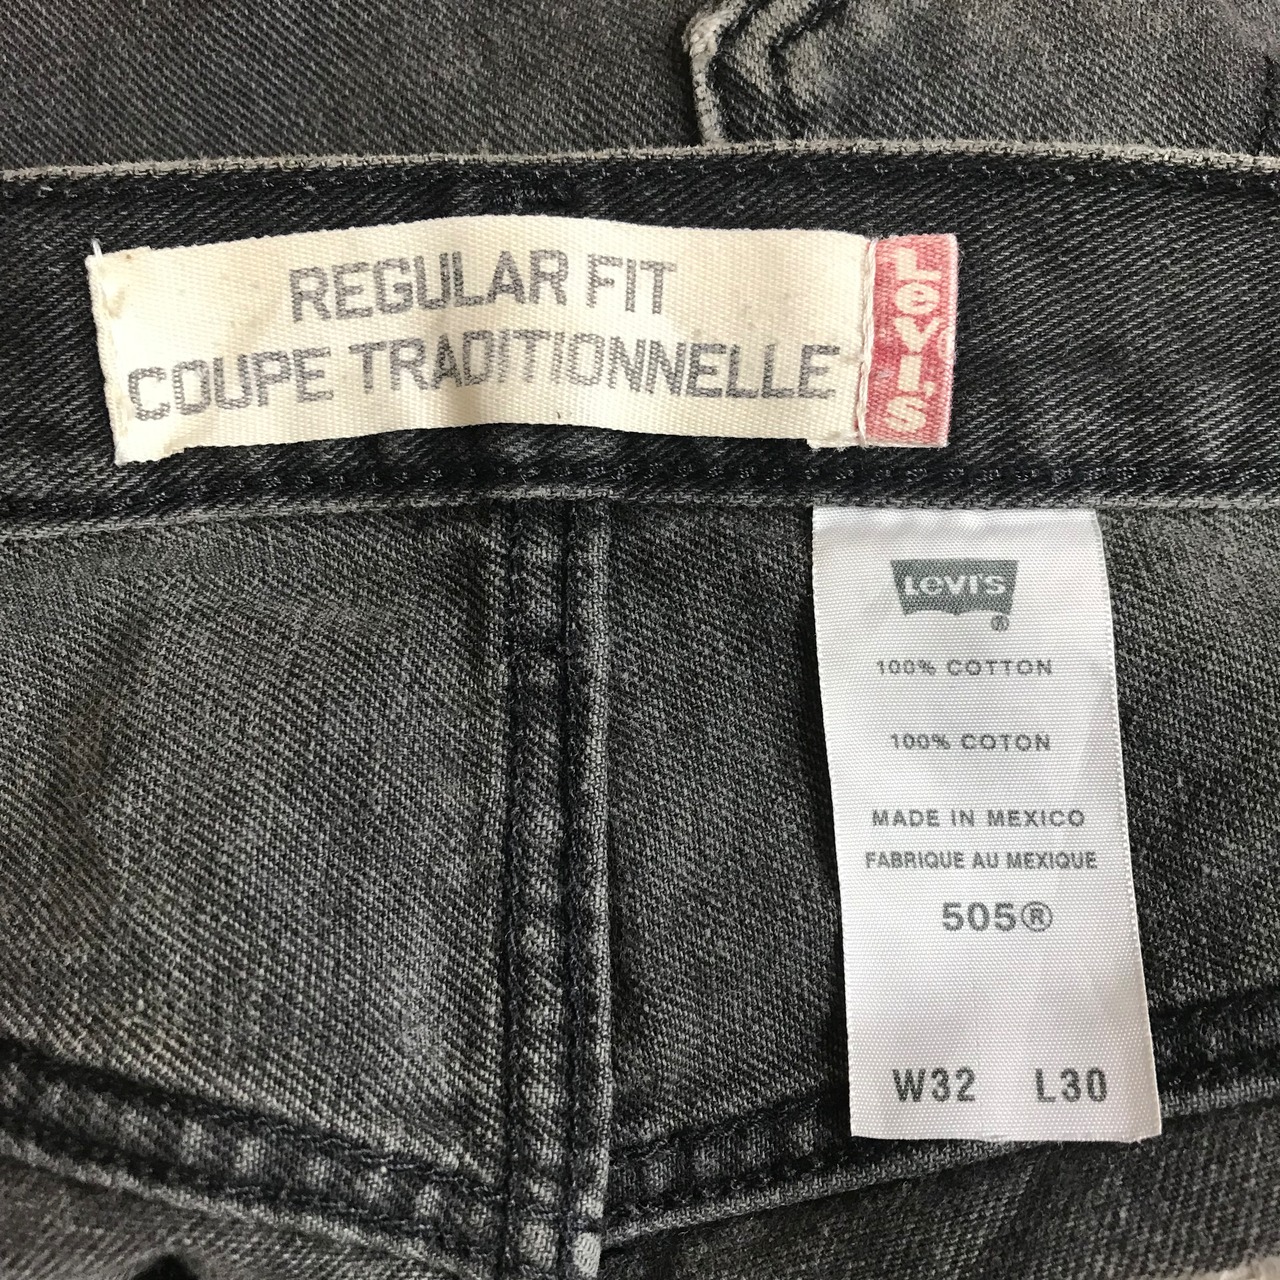 REGULAR FIT
COUPE TRADITIONNELLE
LeVI'S
LeVI'S
®
100% COTTON
100% COTON
MADE IN MEXICO
FABRIQUE AU MEXIQUE
505®
W32 L30